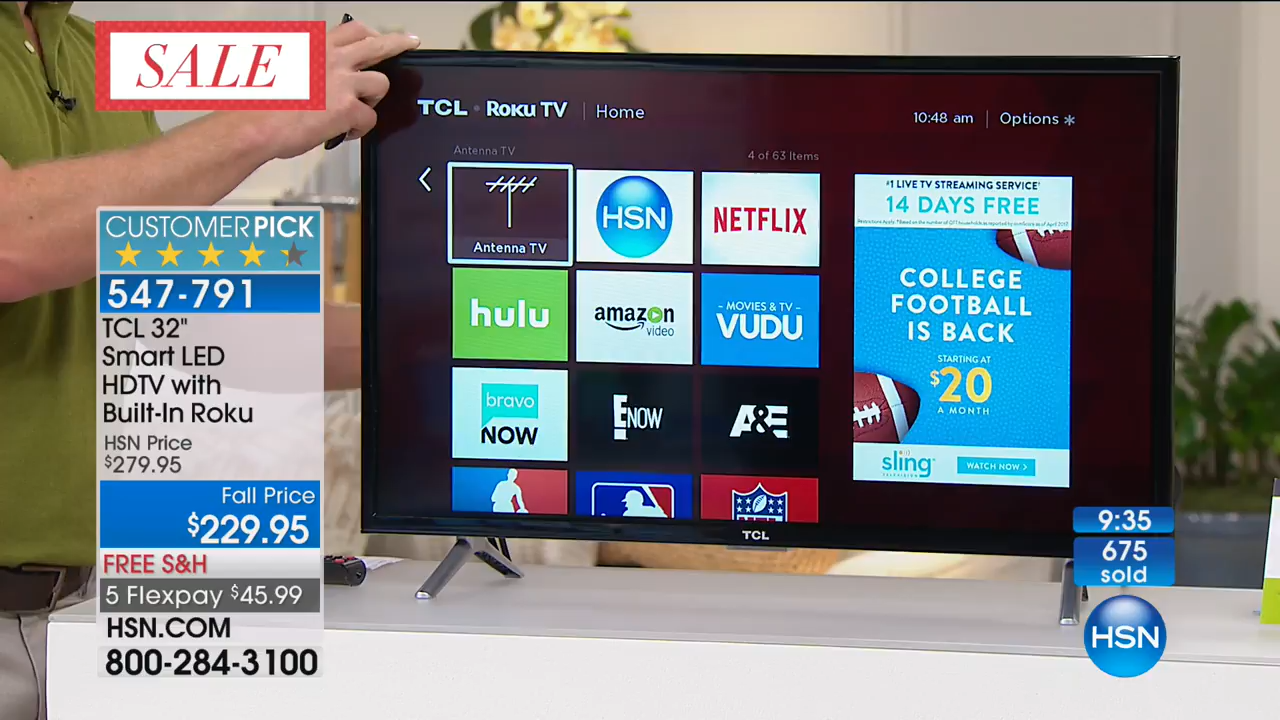 SALE
CUSTOMER PICK
547-791
TCL 32"
Smart LED
HDTV with
Built-In Roku
HSN Price
$279.95
Fall Price
$229.95
FREE S&H
5 Flexpay $45.99
HSN.COM
800-284-3100
TCL • Roku TV | Home
10:48 am | Options *
Antenna TV
4 of 63 Items
Antenna TV
HSN
NETFLIX
hulu
amazon
video
– MOVIES & TV –
VUDU
bravo
NOW
E NOW
A&E
NFL
#1 LIVE TV STREAMING SERVICE
14 DAYS FREE
COLLEGE
FOOTBALL
IS BACK
STARTING AT
$20
A MONTH
sling
TELEVISION
WATCH NOW >
TCL
9:35
675
sold
HSN